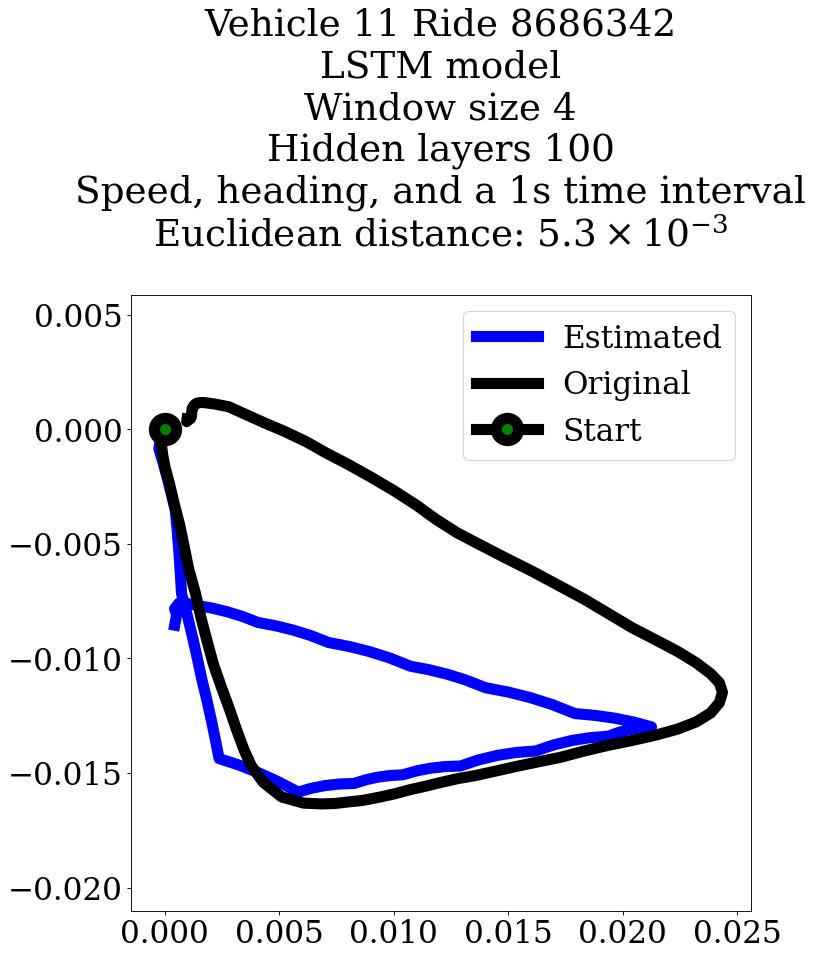 Vehicle 11 Ride 8686342
LSTM model
Window size 4
Hidden layers 100
Speed, heading, and a 1s time interval
Euclidean distance: 5.3 × 10⁻³
0.005
0.000
−0.005
−0.010
−0.015
−0.020
Estimated
Original
Start
0.000 0.005 0.010 0.015 0.020 0.025